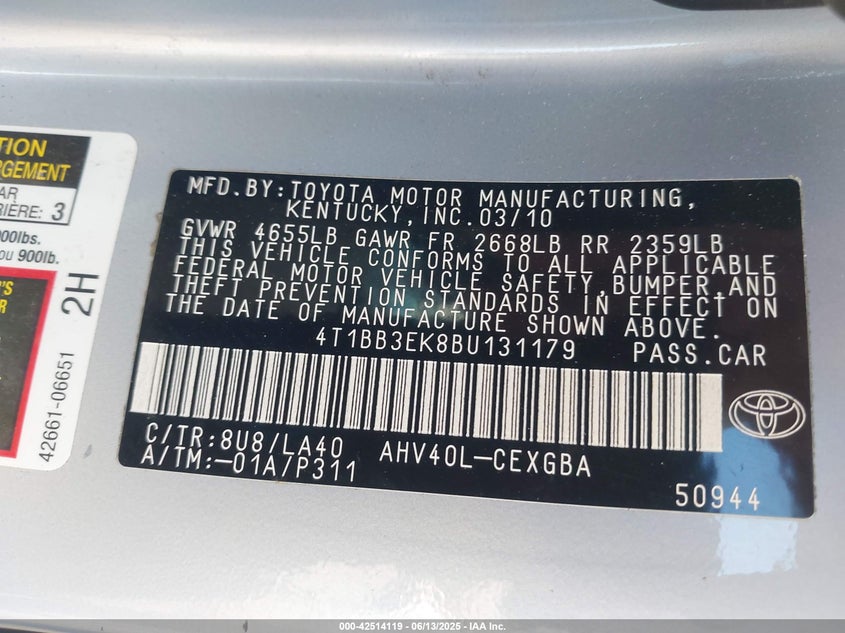 TION
RGEMENT
AR
RIÈRE: 3
900lbs.
ou 900lb.
R'S
2H
42661-06651
MFD.BY:TOYOTA MOTOR MANUFACTURING,
KENTUCKY,INC.03/10
GVWR 4655LB GAWR FR 2668LB RR 2359LB
THIS VEHICLE CONFORMS TO ALL APPLICABLE
FEDERAL MOTOR VEHICLE SAFETY,BUMPER,AND
THEFT PREVENTION STANDARDS IN EFFECT ON
THE DATE OF MANUFACTURE SHOWN ABOVE.
4T1BB3EK8BU131179 PASS.CAR
C/TR:8U8/LA40 AHV40L-CEXGBA
A/TM:-01A/P311
50944
000-42514119 - 06/13/2025 - IAA Inc.